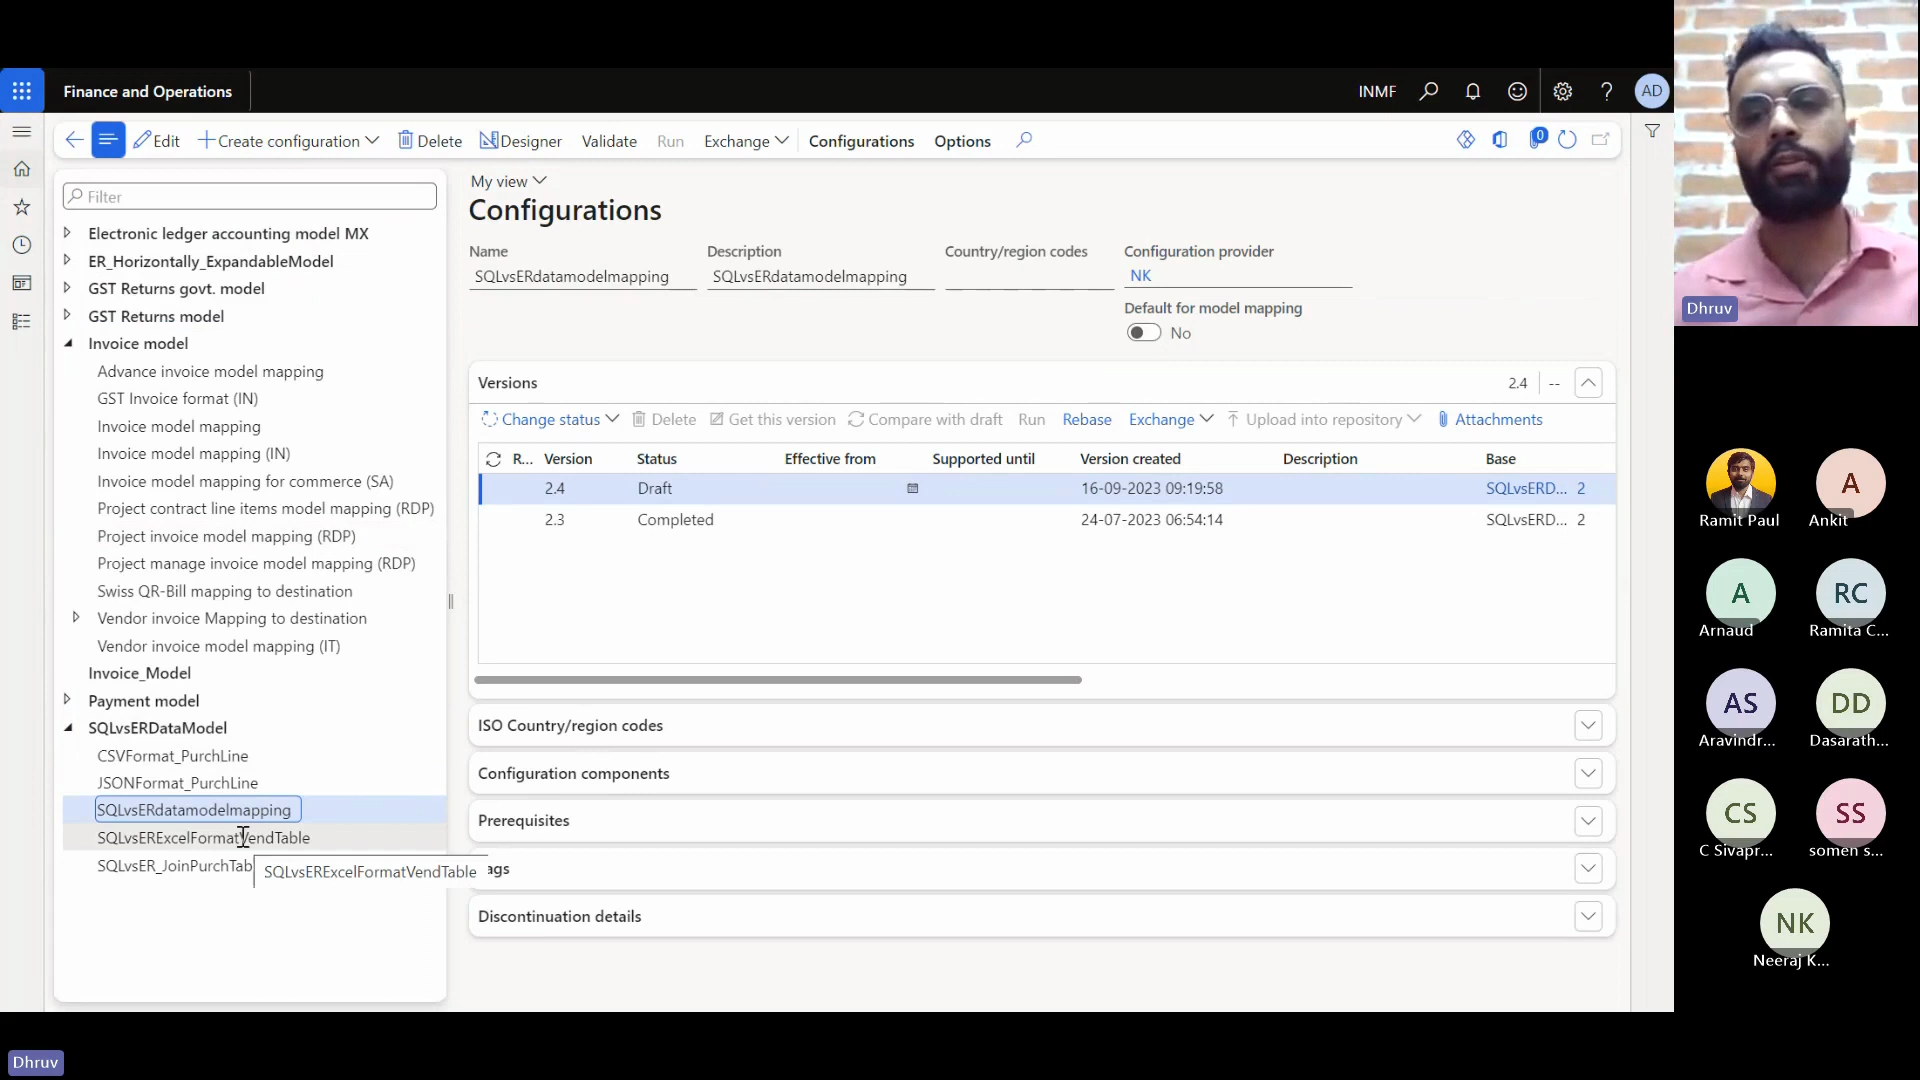 Finance and Operations
INMF
AD
Edit
Create configuration
Delete
Designer
Validate
Run
Exchange
Configurations
Options
0
Filter
Electronic ledger accounting model MX
ER_Horizontally_ExpandableModel
GST Returns govt. model
GST Returns model
Invoice model
Advance invoice model mapping
GST Invoice format (IN)
Invoice model mapping
Invoice model mapping (IN)
Invoice model mapping for commerce (SA)
Project contract line items model mapping (RDP)
Project invoice model mapping (RDP)
Project manage invoice model mapping (RDP)
Swiss QR-Bill mapping to destination
Vendor invoice Mapping to destination
Vendor invoice model mapping (IT)
Invoice_Model
Payment model
SQLvsERDataModel
CSVFormat_PurchLine
JSONFormat_PurchLine
SQLvsERdatamodelmapping
SQLvsERExcelFormatVendTable
SQLvsER_JoinPurchTab
SQLvsERExcelFormatVendTable
My view
Configurations
Name Description Country/region codes Configuration provider
SQLvsERdatamodelmapping SQLvsERdatamodelmapping NK
Default for model mapping
No
Versions 2.4 --
Change status Delete Get this version Compare with draft Run Rebase Exchange Upload into repository Attachments
R... Version Status Effective from Supported until Version created Description Base
2.4 Draft 16-09-2023 09:19:58 SQLvsERD... 2
2.3 Completed 24-07-2023 06:54:14 SQLvsERD... 2
ISO Country/region codes
Configuration components
Prerequisites
ags
Discontinuation details
Dhruv
Ramit Paul
A
Ankit
A
Arnaud
RC
Ramita C...
AS
Aravindr...
DD
Dasarath...
CS
C Sivapr...
SS
somen s...
NK
Neeraj K...
Dhruv